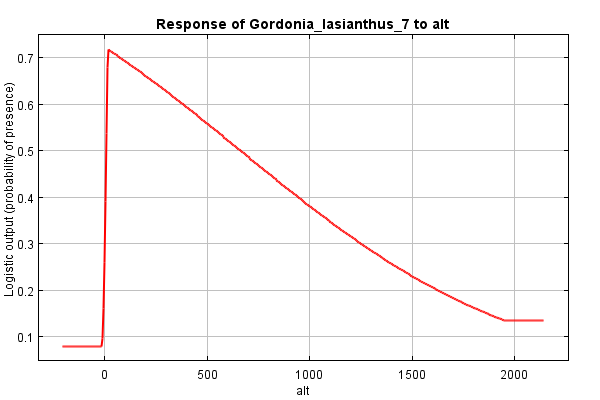 Response of Gordonia_lasianthus_7 to alt
Logistic output (probability of presence)
0.7
0.6
0.5
0.4
0.3
0.2
0.1
0 500 1000 1500 2000
alt